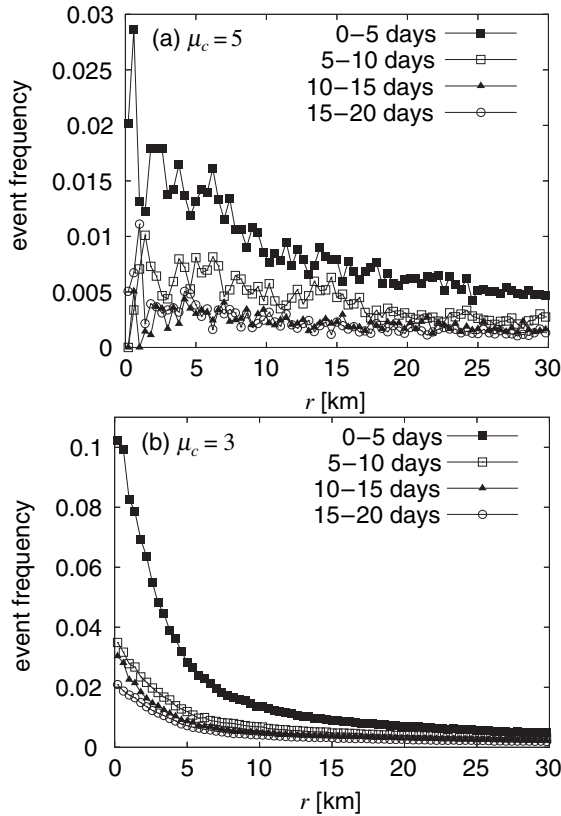 (a) μc = 5
0−5 days
5−10 days
10−15 days
15−20 days
event frequency
0.03
0.025
0.02
0.015
0.01
0.005
0
0 5 10 15 20 25 30
r [km]
(b) μc = 3
0−5 days
5−10 days
10−15 days
15−20 days
event frequency
0.1
0.08
0.06
0.04
0.02
0
0 5 10 15 20 25 30
r [km]